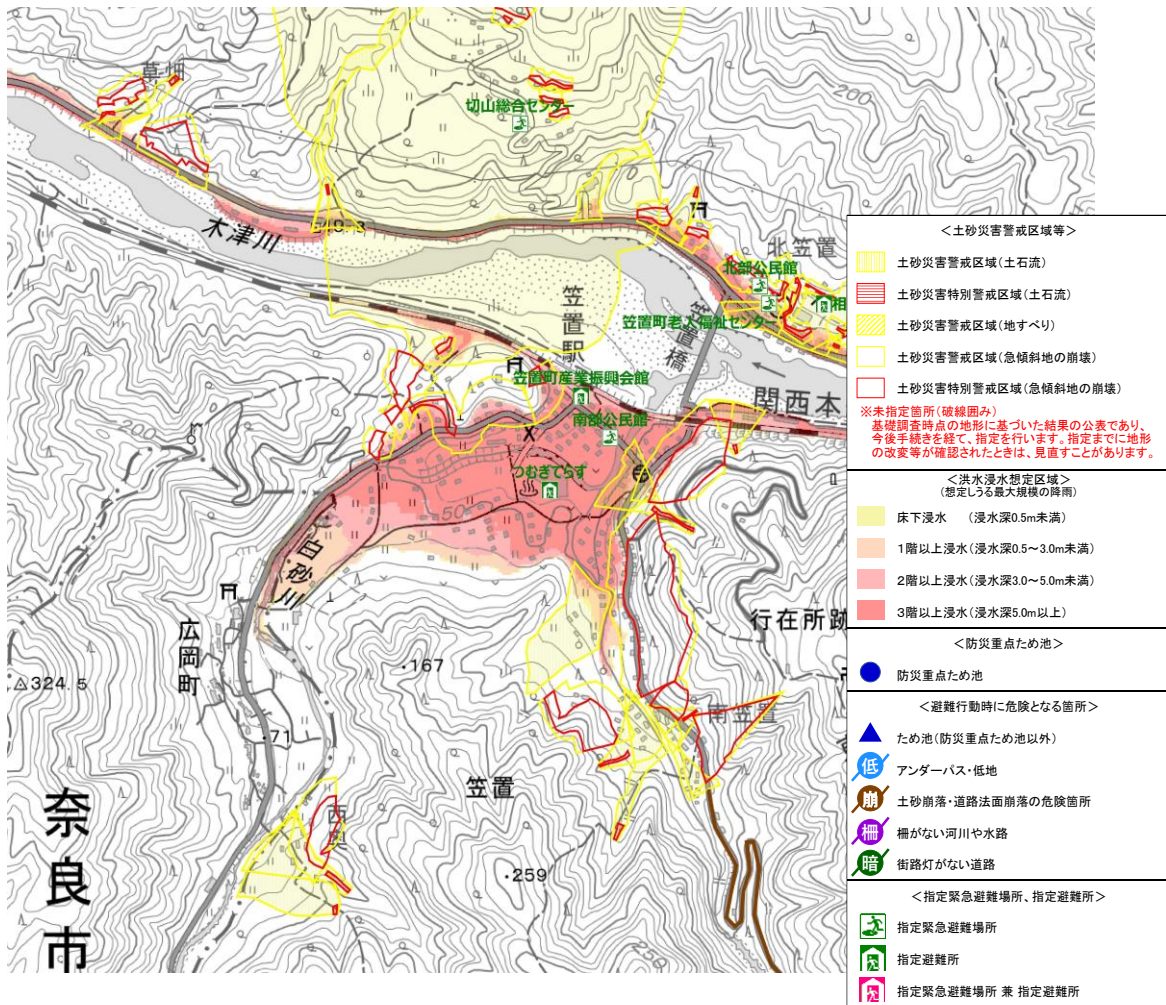 草畑
200
切山総合センター
木津川
37
北笠置
北部公民館
笠置駅
笠置橋
笠置町老人福祉センター
相
関西本
笠置町産業振興会館
南部公民館
つむぎてらす
200
50
白砂川
広岡町
行在所跡
・167
△324.5
南笠置
・71
笠置
西奥
・259
250
奈良市
＜土砂災害警戒区域等＞
土砂災害警戒区域(土石流)
土砂災害特別警戒区域(土石流)
土砂災害警戒区域(地すべり)
土砂災害警戒区域(急傾斜地の崩壊)
土砂災害特別警戒区域(急傾斜地の崩壊)
※未指定箇所(破線囲み)
基礎調査時点の地形に基づいた結果の公表であり、
今後手続きを経て、指定を行います。指定までに地形
の改変等が確認されたときは、見直すことがあります。
＜洪水浸水想定区域＞
(想定しうる最大規模の降雨)
床下浸水　(浸水深0.5m未満)
1階以上浸水(浸水深0.5～3.0m未満)
2階以上浸水(浸水深3.0～5.0m未満)
3階以上浸水(浸水深5.0m以上)
＜防災重点ため池＞
防災重点ため池
＜避難行動時に危険となる箇所＞
ため池(防災重点ため池以外)
低 アンダーパス・低地
崩 土砂崩落・道路法面崩落の危険箇所
柵 柵がない河川や水路
暗 街路灯がない道路
＜指定緊急避難場所、指定避難所＞
指定緊急避難場所
指定避難所
指定緊急避難場所 兼 指定避難所